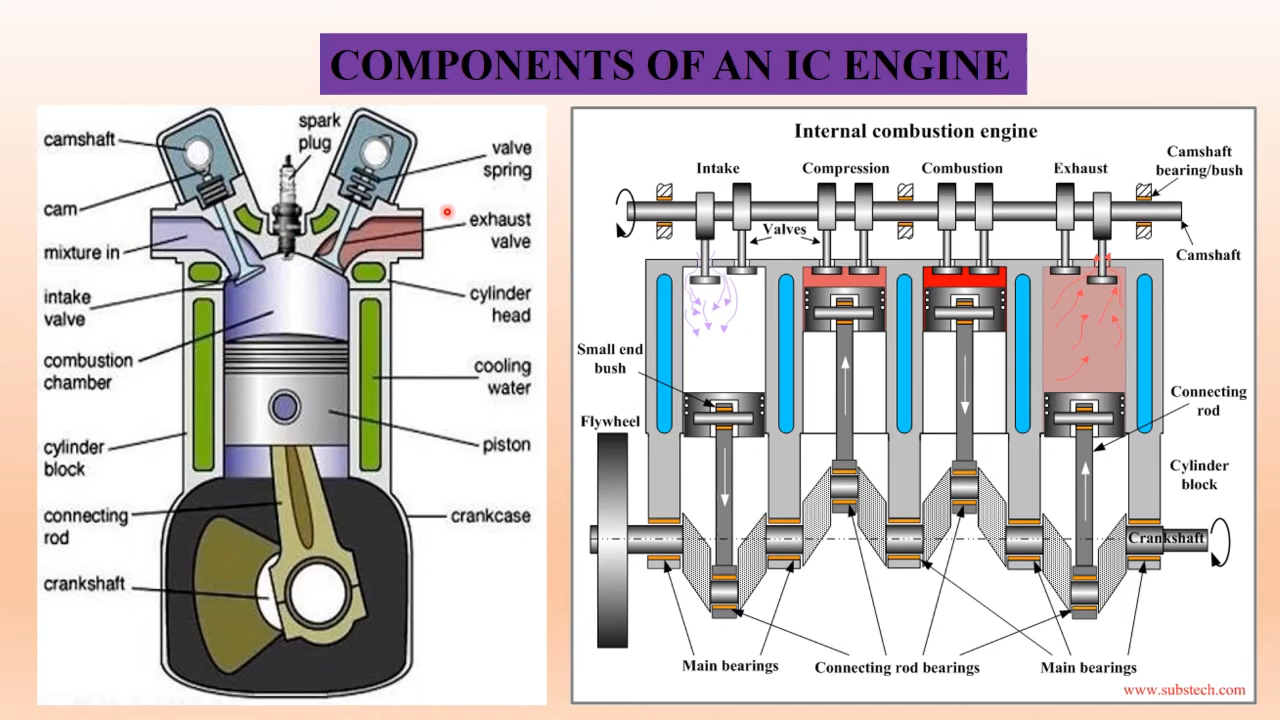 COMPONENTS OF AN IC ENGINE
camshaft
cam
mixture in
intake
valve
combustion
chamber
cylinder
block
connecting
rod
crankshaft
spark
plug
valve
spring
exhaust
valve
cylinder
head
cooling
water
piston
crankcase
Internal combustion engine
Intake
Compression
Combustion
Exhaust
Camshaft
bearing/bush
Valves
Camshaft
Small end
bush
Flywheel
Connecting
rod
Cylinder
block
Crankshaft
Main bearings
Connecting rod bearings
Main bearings
www.substech.com